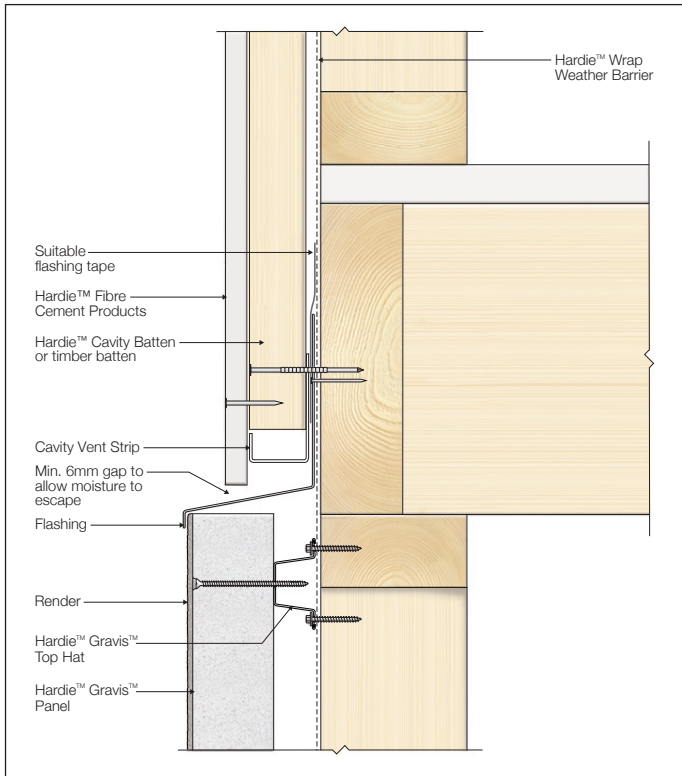 Hardie™ Wrap
Weather Barrier
Suitable
flashing tape
Hardie™ Fibre
Cement Products
Hardie™ Cavity Batten
or timber batten
Cavity Vent Strip
Min. 6mm gap to
allow moisture to
escape
Flashing
Render
Hardie™ Gravis™
Top Hat
Hardie™ Gravis™
Panel